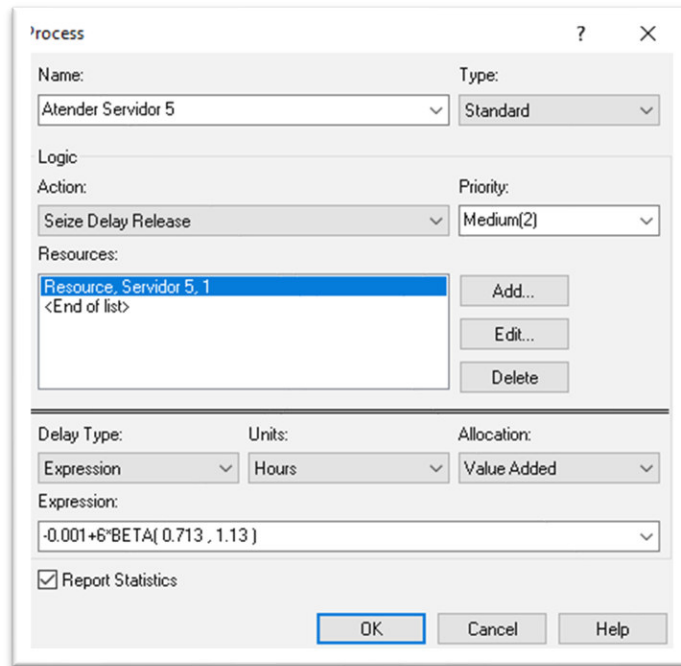 Process
?
Name:
Type:
Atender Servidor 5
Standard
Logic
Action:
Priority:
Seize Delay Release
Medium(2)
Resources:
Resource, Servidor 5, 1
<End of list>
Add...
Edit...
Delete
Delay Type:
Units:
Allocation:
Expression
Hours
Value Added
Expression:
-0.001+6*BETA( 0.713 , 1.13 )
Report Statistics
OK
Cancel
Help